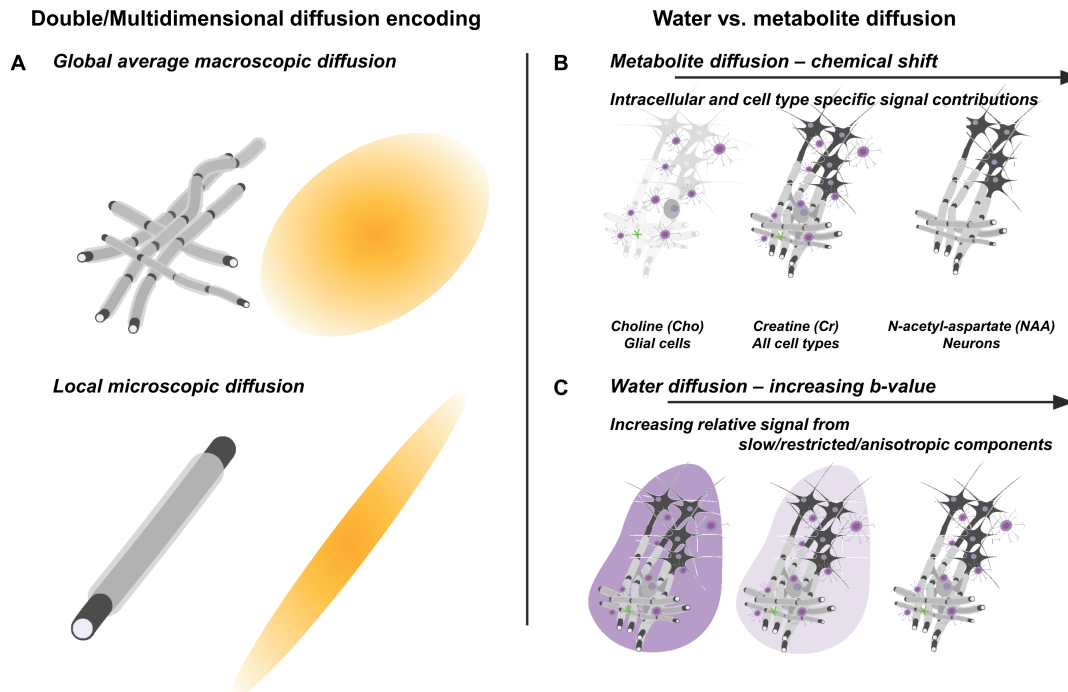 Double/Multidimensional diffusion encoding
A
Global average macroscopic diffusion
Local microscopic diffusion
Water vs. metabolite diffusion
B
Metabolite diffusion – chemical shift
Intracellular and cell type specific signal contributions
Choline (Cho)
Glial cells
Creatine (Cr)
All cell types
N-acetyl-aspartate (NAA)
Neurons
C
Water diffusion – increasing b-value
Increasing relative signal from
slow/restricted/anisotropic components